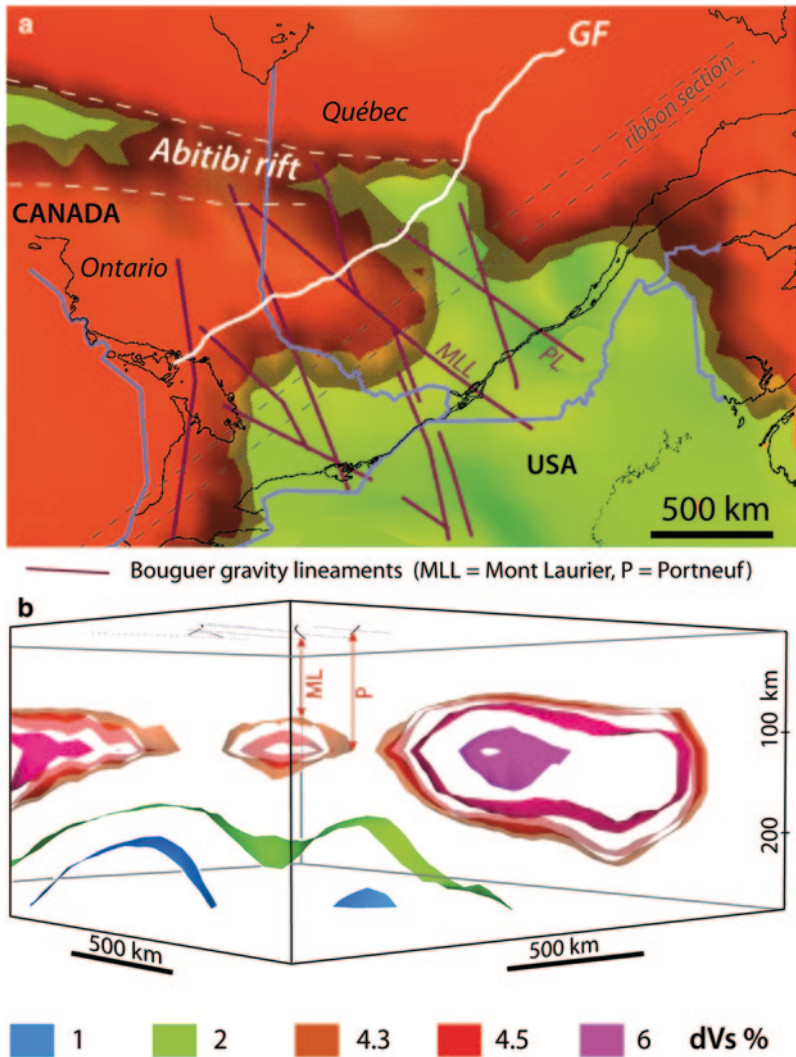 a
GF
Québec
ribbon section
Abitibi rift
CANADA
Ontario
MLL
PL
USA
500 km
Bouguer gravity lineaments (MLL = Mont Laurier, P = Portneuf)
b
ML
P
km
100
200
500 km
500 km
1
2
4.3
4.5
6
dVs %